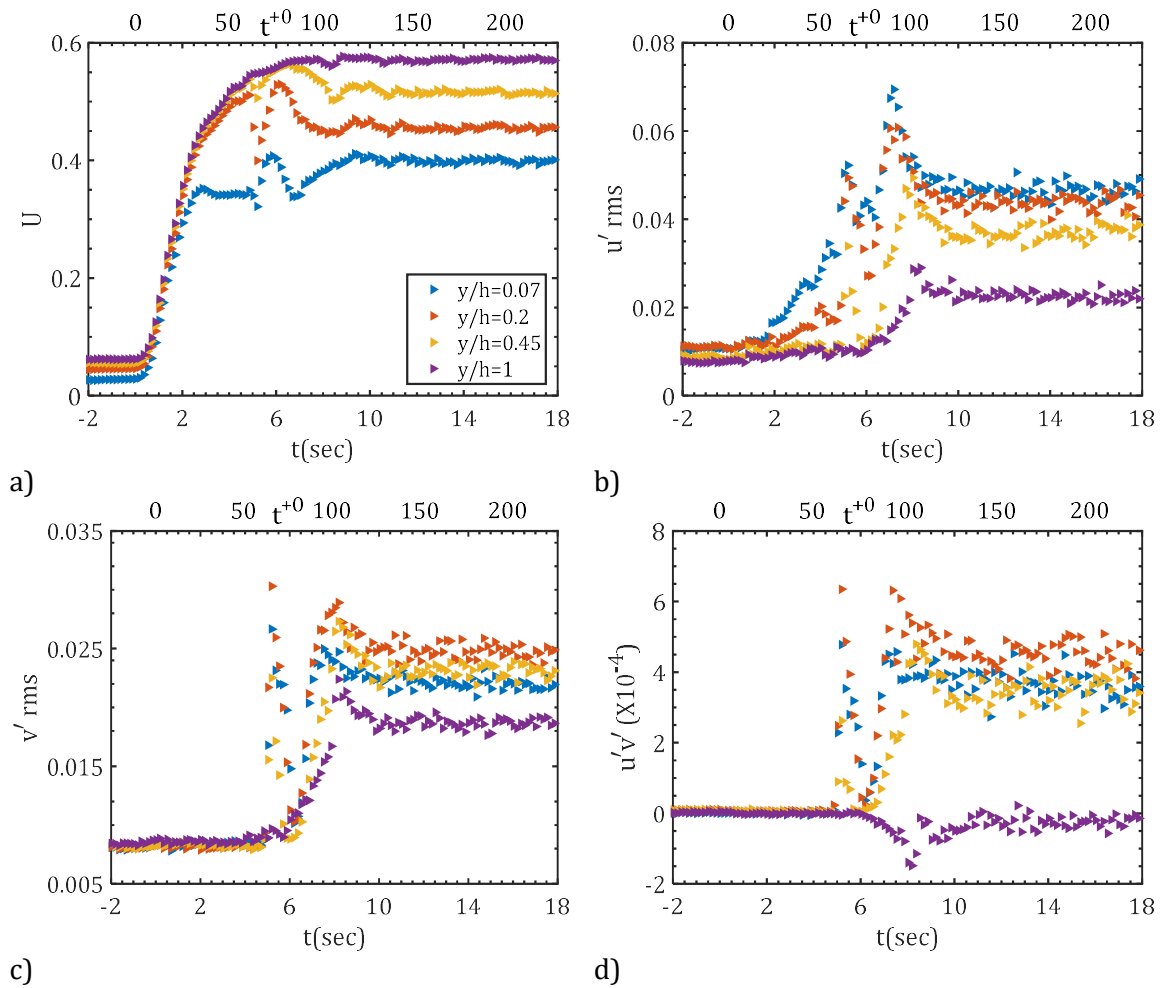 0 50 t⁺⁰ 100 150 200
0.6
0.4
0.2
0
U
-2 2 6 10 14 18
t(sec)
y/h=0.07
y/h=0.2
y/h=0.45
y/h=1
a)
0 50 t⁺⁰ 100 150 200
0.08
0.06
0.04
0.02
0
u' rms
-2 2 6 10 14 18
t(sec)
b)
0 50 t⁺⁰ 100 150 200
0.035
0.025
0.015
0.005
v' rms
-2 2 6 10 14 18
t(sec)
c)
0 50 t⁺⁰ 100 150 200
8
6
4
2
0
-2
u'v' (X10⁻⁴)
-2 2 6 10 14 18
t(sec)
d)